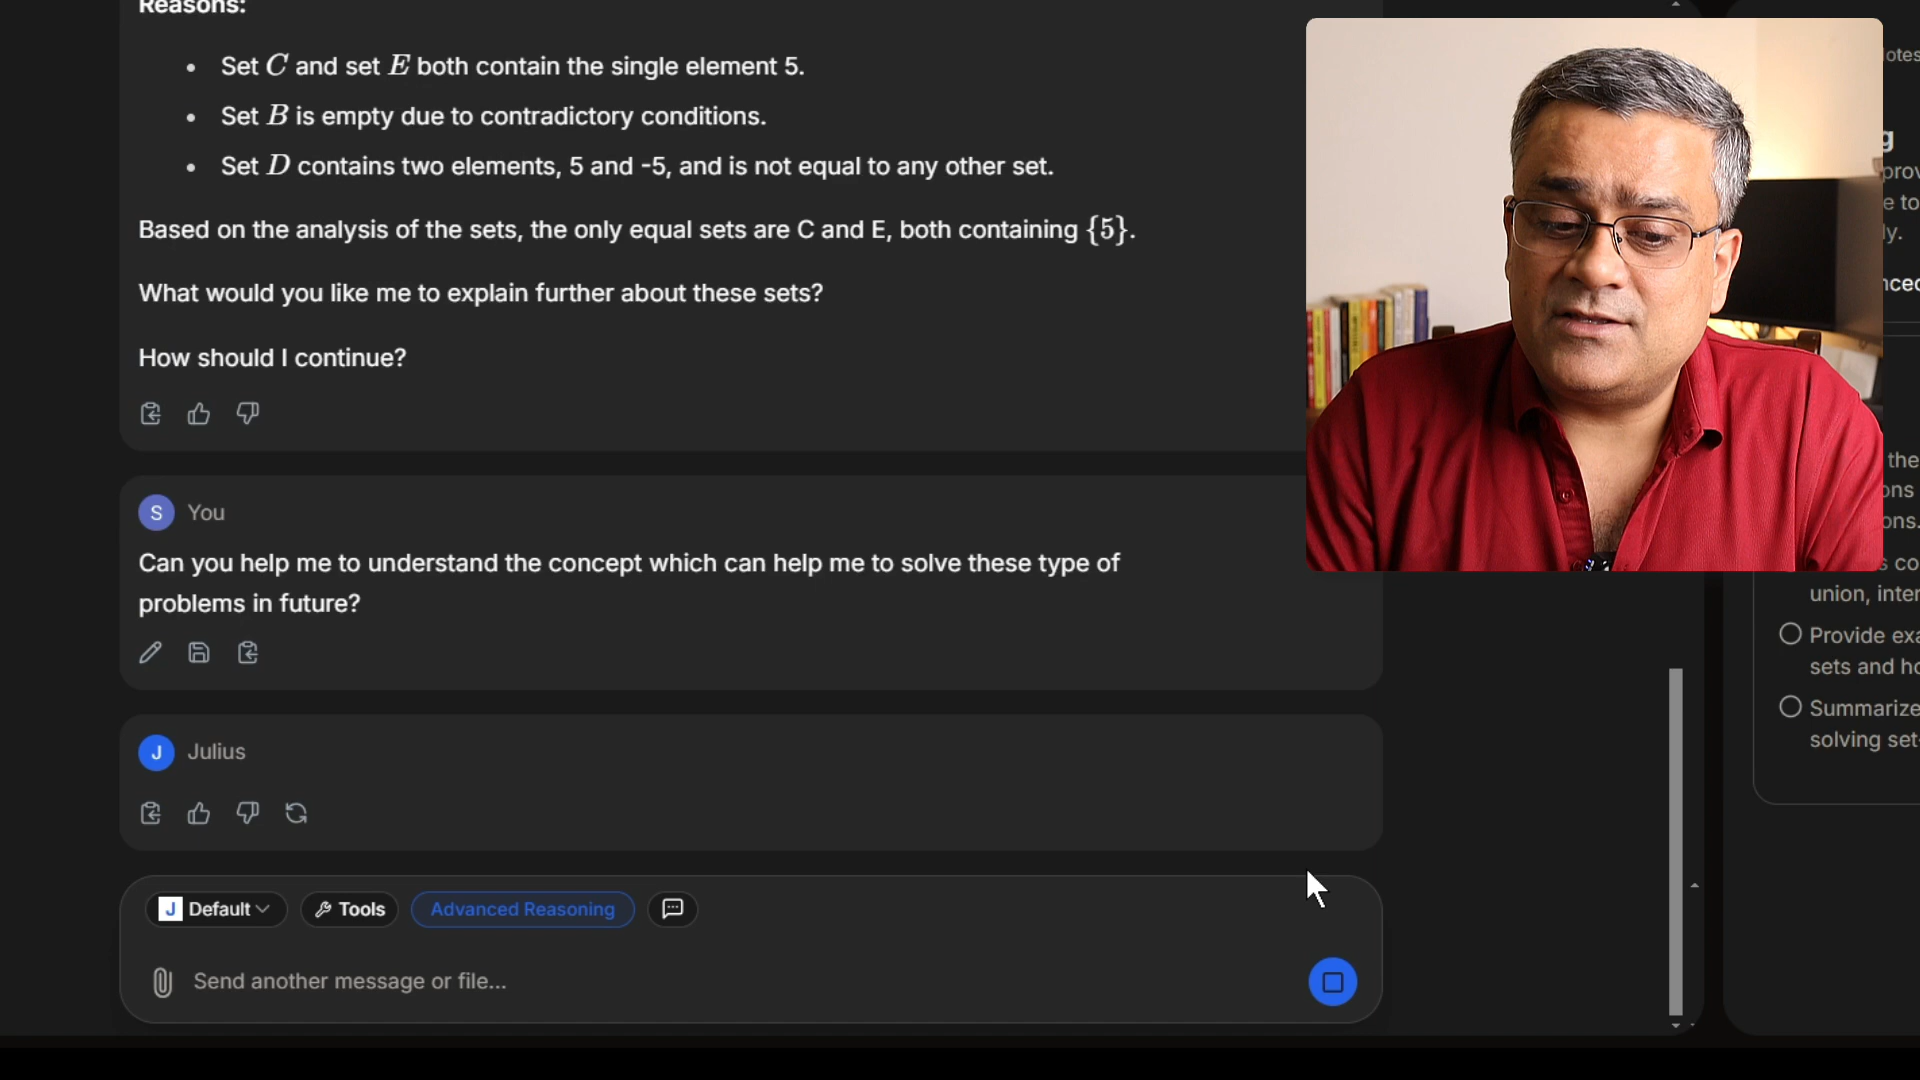 Reasons:
Set C and set E both contain the single element 5.
Set B is empty due to contradictory conditions.
Set D contains two elements, 5 and -5, and is not equal to any other set.
Based on the analysis of the sets, the only equal sets are C and E, both containing {5}.
What would you like me to explain further about these sets?
How should I continue?
S You
Can you help me to understand the concept which can help me to solve these type of
problems in future?
J Julius
J Default
Tools
Advanced Reasoning
Send another message or file...
the
union, inter
Provide exa
sets and ho
Summarize
solving set-